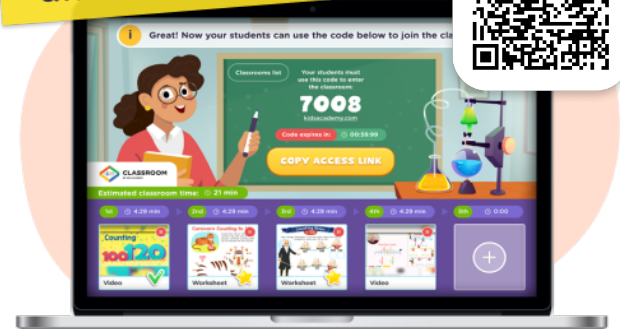 i
Great! Now your students can use the code below to join the cla
Classrooms list
Your students must
use this code to enter
the classroom:
7008
kidsacademy.com
Code expires in:
00:59:99
COPY ACCESS LINK
CLASSROOM
Estimated classroom time: 21 min
1st 4.29 min
2nd 4.29 min
3rd 4.29 min
4th 4.29 min
5th 0:00
Counting
100 120
Video
Worksheet
Worksheet
Video